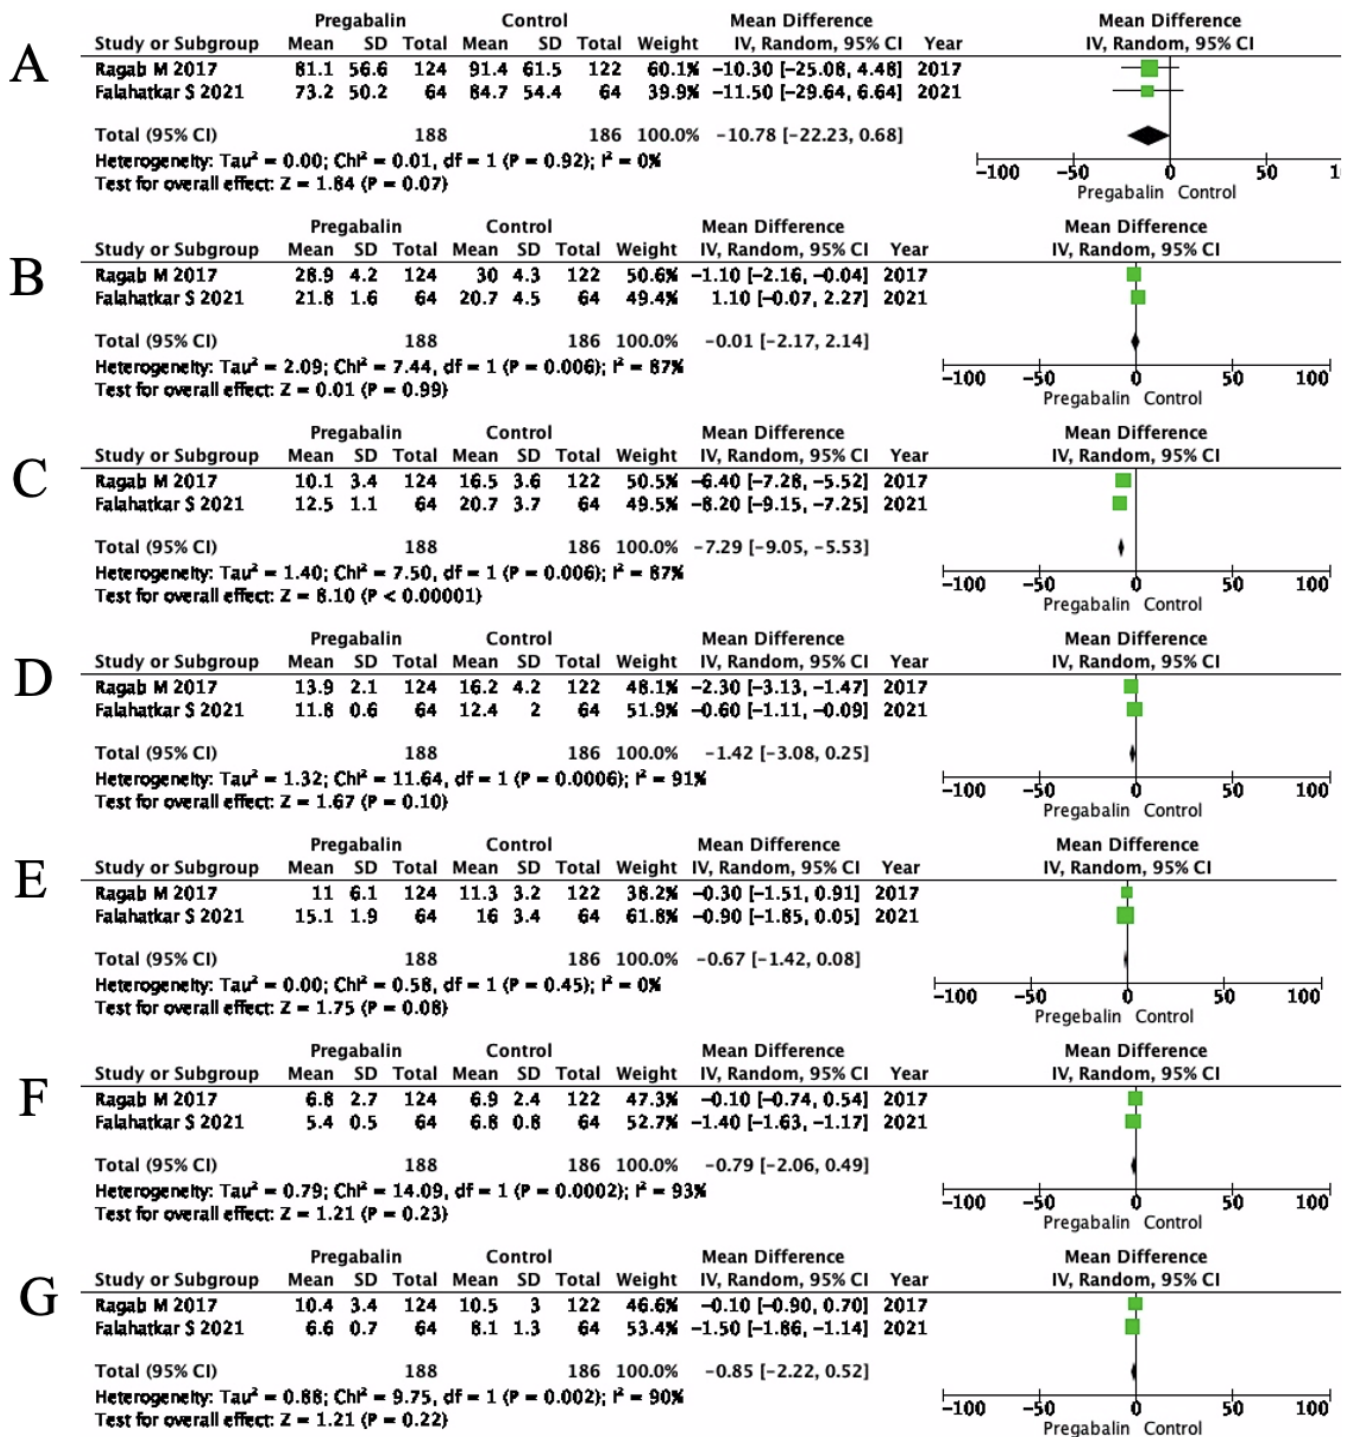 A
Pregabalin Control Mean Difference Mean Difference
Study or Subgroup Mean SD Total Mean SD Total Weight IV, Random, 95% CI Year IV, Random, 95% CI
Ragab M 2017 81.1 56.6 124 91.4 61.5 122 60.1% −10.30 [−25.08, 4.48] 2017
Falahatkar S 2021 73.2 50.2 64 84.7 54.4 64 39.9% −11.50 [−29.64, 6.64] 2021
Total (95% CI) 188 186 100.0% −10.78 [−22.23, 0.68]
Heterogeneity: Tau² = 0.00; Chi² = 0.01, df = 1 (P = 0.92); I² = 0%
Test for overall effect: Z = 1.84 (P = 0.07)
−100 −50 0 50 1
Pregabalin Control
B
Pregabalin Control Mean Difference Mean Difference
Study or Subgroup Mean SD Total Mean SD Total Weight IV, Random, 95% CI Year IV, Random, 95% CI
Ragab M 2017 28.9 4.2 124 30 4.3 122 50.6% −1.10 [−2.16, −0.04] 2017
Falahatkar S 2021 21.8 1.6 64 20.7 4.5 64 49.4% 1.10 [−0.07, 2.27] 2021
Total (95% CI) 188 186 100.0% −0.01 [−2.17, 2.14]
Heterogeneity: Tau² = 2.09; Chi² = 7.44, df = 1 (P = 0.006); I² = 87%
Test for overall effect: Z = 0.01 (P = 0.99)
−100 −50 0 50 100
Pregabalin Control
C
Pregabalin Control Mean Difference Mean Difference
Study or Subgroup Mean SD Total Mean SD Total Weight IV, Random, 95% CI Year IV, Random, 95% CI
Ragab M 2017 10.1 3.4 124 16.5 3.6 122 50.5% −6.40 [−7.28, −5.52] 2017
Falahatkar S 2021 12.5 1.1 64 20.7 3.7 64 49.5% −8.20 [−9.15, −7.25] 2021
Total (95% CI) 188 186 100.0% −7.29 [−9.05, −5.53]
Heterogeneity: Tau² = 1.40; Chi² = 7.50, df = 1 (P = 0.006); I² = 87%
Test for overall effect: Z = 8.10 (P < 0.00001)
−100 −50 0 50 100
Pregabalin Control
D
Pregabalin Control Mean Difference Mean Difference
Study or Subgroup Mean SD Total Mean SD Total Weight IV, Random, 95% CI Year IV, Random, 95% CI
Ragab M 2017 13.9 2.1 124 16.2 4.2 122 48.1% −2.30 [−3.13, −1.47] 2017
Falahatkar S 2021 11.8 0.6 64 12.4 2 64 51.9% −0.60 [−1.11, −0.09] 2021
Total (95% CI) 188 186 100.0% −1.42 [−3.08, 0.25]
Heterogeneity: Tau² = 1.32; Chi² = 11.64, df = 1 (P = 0.0006); I² = 91%
Test for overall effect: Z = 1.67 (P = 0.10)
−100 −50 0 50 100
Pregabalin Control
E
Pregabalin Control Mean Difference Mean Difference
Study or Subgroup Mean SD Total Mean SD Total Weight IV, Random, 95% CI Year IV, Random, 95% CI
Ragab M 2017 11 6.1 124 11.3 3.2 122 38.2% −0.30 [−1.51, 0.91] 2017
Falahatkar S 2021 15.1 1.9 64 16 3.4 64 61.8% −0.90 [−1.85, 0.05] 2021
Total (95% CI) 188 186 100.0% −0.67 [−1.42, 0.08]
Heterogeneity: Tau² = 0.00; Chi² = 0.58, df = 1 (P = 0.45); I² = 0%
Test for overall effect: Z = 1.75 (P = 0.08)
−100 −50 0 50 100
Pregebalin Control
F
Pregabalin Control Mean Difference Mean Difference
Study or Subgroup Mean SD Total Mean SD Total Weight IV, Random, 95% CI Year IV, Random, 95% CI
Ragab M 2017 6.8 2.7 124 6.9 2.4 122 47.3% −0.10 [−0.74, 0.54] 2017
Falahatkar S 2021 5.4 0.5 64 6.8 0.8 64 52.7% −1.40 [−1.63, −1.17] 2021
Total (95% CI) 188 186 100.0% −0.79 [−2.06, 0.49]
Heterogeneity: Tau² = 0.79; Chi² = 14.09, df = 1 (P = 0.0002); I² = 93%
Test for overall effect: Z = 1.21 (P = 0.23)
−100 −50 0 50 100
Pregabalin Control
G
Pregabalin Control Mean Difference Mean Difference
Study or Subgroup Mean SD Total Mean SD Total Weight IV, Random, 95% CI Year IV, Random, 95% CI
Ragab M 2017 10.4 3.4 124 10.5 3 122 46.6% −0.10 [−0.90, 0.70] 2017
Falahatkar S 2021 6.6 0.7 64 8.1 1.3 64 53.4% −1.50 [−1.86, −1.14] 2021
Total (95% CI) 188 186 100.0% −0.85 [−2.22, 0.52]
Heterogeneity: Tau² = 0.88; Chi² = 9.75, df = 1 (P = 0.002); I² = 90%
Test for overall effect: Z = 1.21 (P = 0.22)
−100 −50 0 50 100
Pregabalin Control